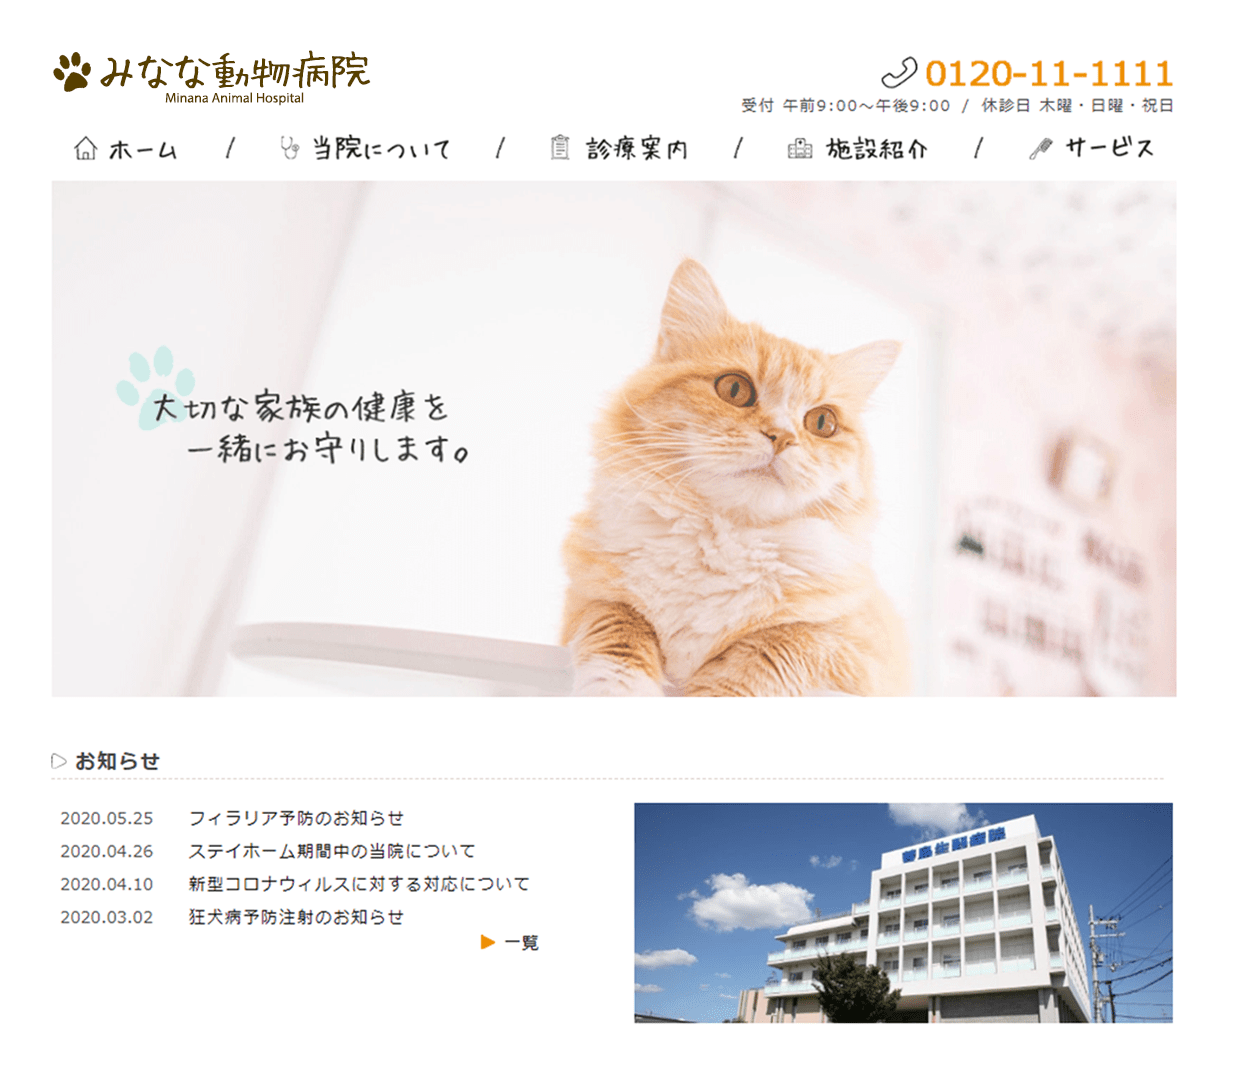 みなな動物病院
Minana Animal Hospital
0120-11-1111
受付 午前9:00～午後9:00 / 休診日 木曜・日曜・祝日
ホーム / 当院について / 診療案内 / 施設紹介 / サービス
大切な家族の健康を
一緒にお守りします。
お知らせ
2020.05.25 フィラリア予防のお知らせ
2020.04.26 ステイホーム期間中の当院について
2020.04.10 新型コロナウィルスに対する対応について
2020.03.02 狂犬病予防注射のお知らせ
一覧